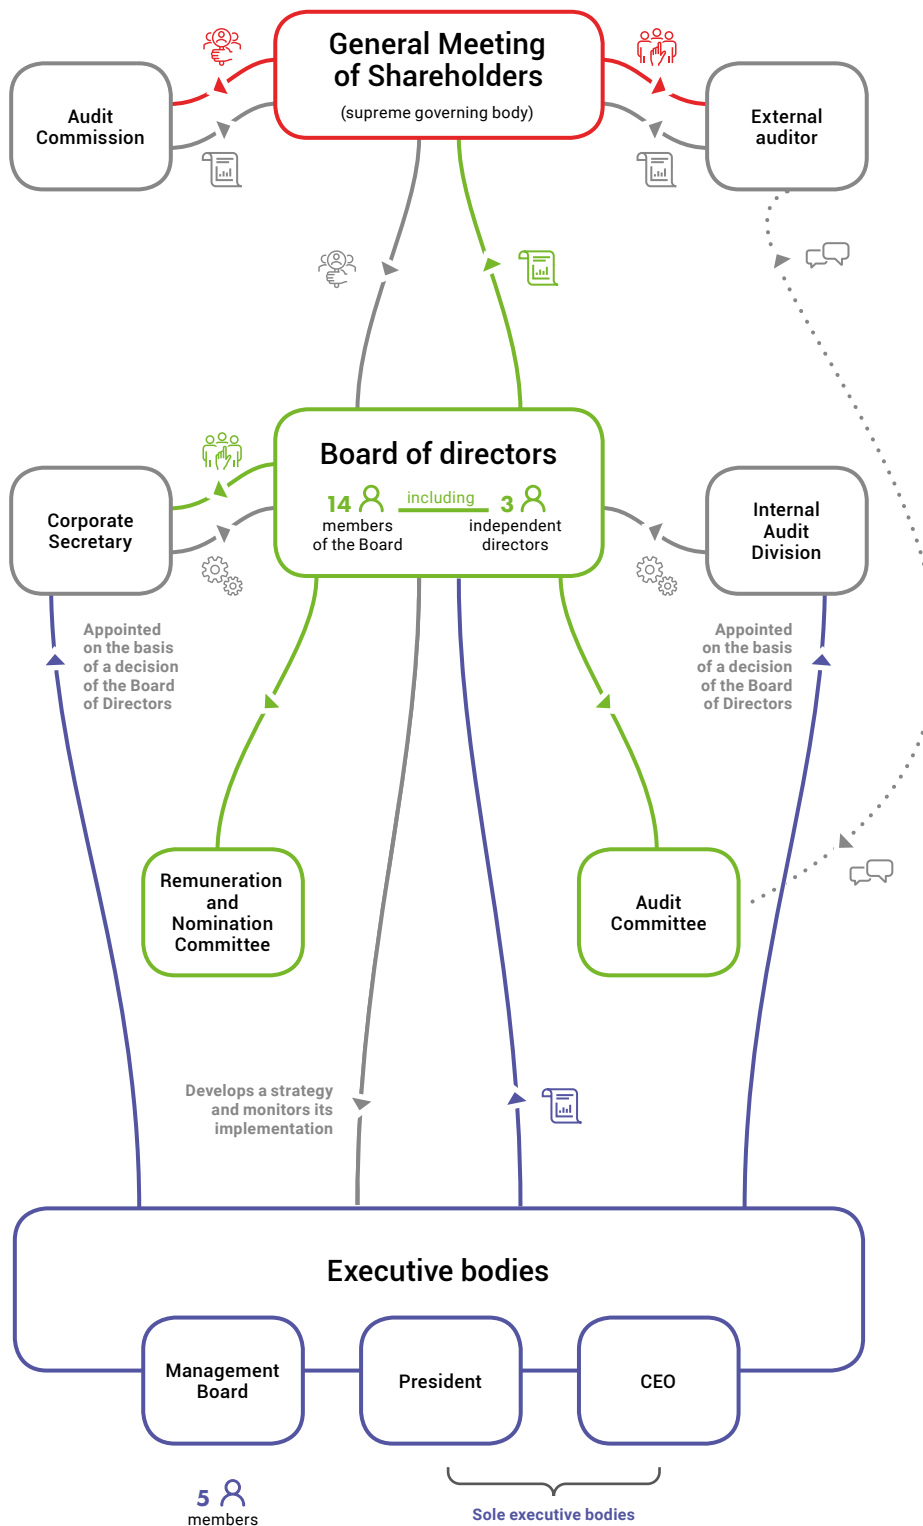 General Meeting
of Shareholders
(supreme governing body)
Audit
Commission
External
auditor
Board of directors
14 including 3
members
of the Board
independent
directors
Corporate
Secretary
Internal
Audit
Division
Appointed
on the basis
of a decision
of the Board
of Directors
Appointed
on the basis
of a decision
of the Board
of Directors
Remuneration
and
Nomination
Committee
Audit
Committee
Develops a strategy
and monitors its
implementation
Executive bodies
Management
Board
President
CEO
5
members
Sole executive bodies